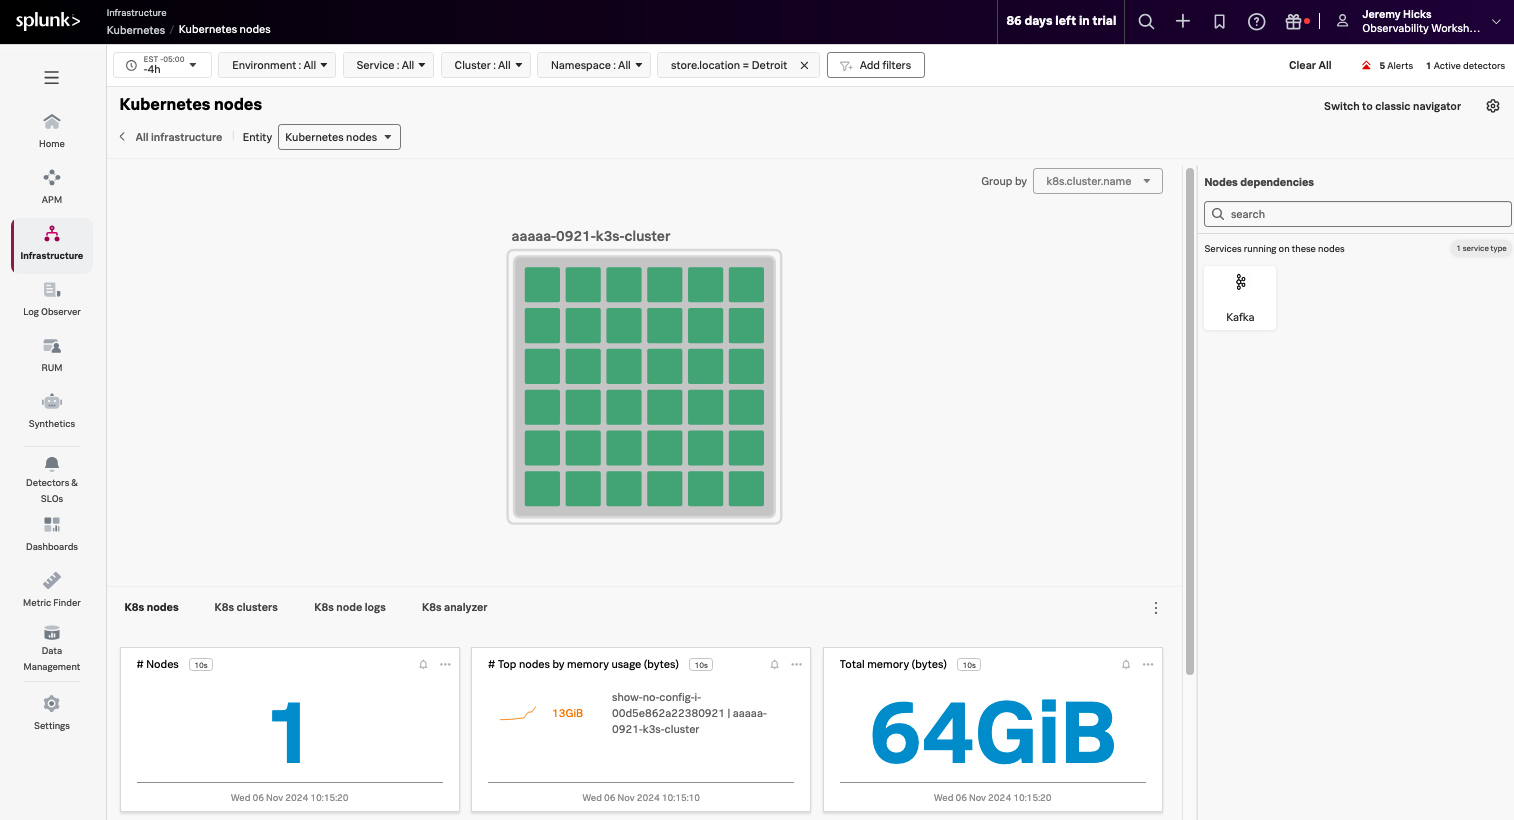 splunk>
Infrastructure
Kubernetes / Kubernetes nodes
86 days left in trial
Jeremy Hicks
Observability Worksh...
EST -05:00
-4h
Environment : All
Service : All
Cluster : All
Namespace : All
store.location = Detroit
Add filters
Clear All
5 Alerts
1 Active detectors
Kubernetes nodes
Switch to classic navigator
All infrastructure
Entity
Kubernetes nodes
Home
APM
Infrastructure
Log Observer
RUM
Synthetics
Detectors &
SLOs
Dashboards
Metric Finder
Data
Management
Settings
Group by
k8s.cluster.name
aaaaa-0921-k3s-cluster
Nodes dependencies
search
Services running on these nodes
1 service type
Kafka
K8s nodes
K8s clusters
K8s node logs
K8s analyzer
# Nodes
10s
1
Wed 06 Nov 2024 10:15:20
# Top nodes by memory usage (bytes)
10s
13GiB
show-no-config-i-
00d5e862a22380921 | aaaaa-
0921-k3s-cluster
Wed 06 Nov 2024 10:15:10
Total memory (bytes)
10s
64GiB
Wed 06 Nov 2024 10:15:20